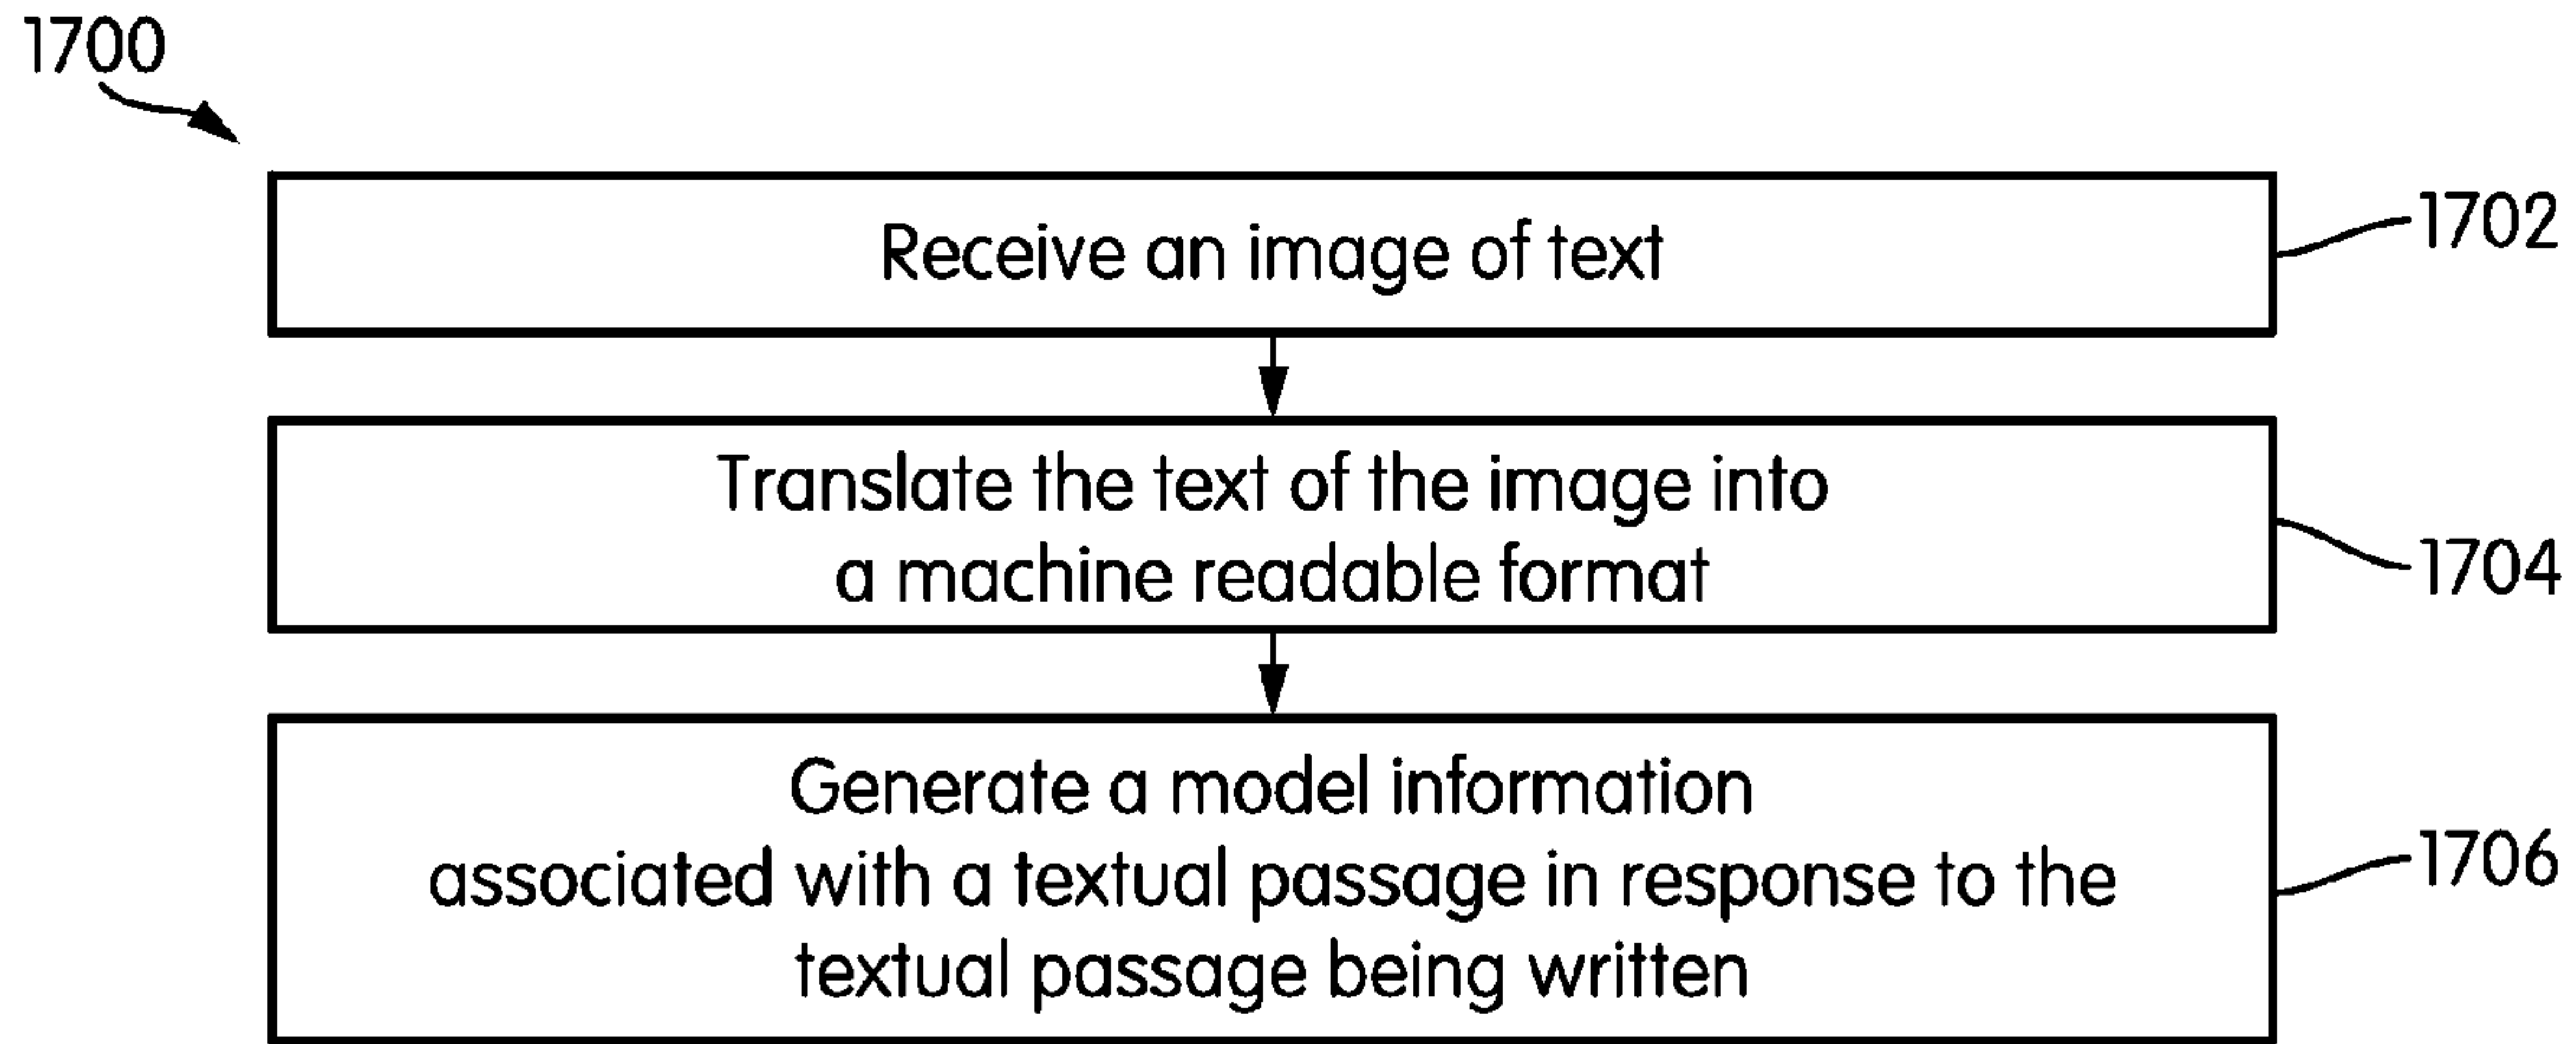 1700
Receive an image of text
1702
Translate the text of the image into
a machine readable format
1704
Generate a model information
associated with a textual passage in response to the
textual passage being written
1706